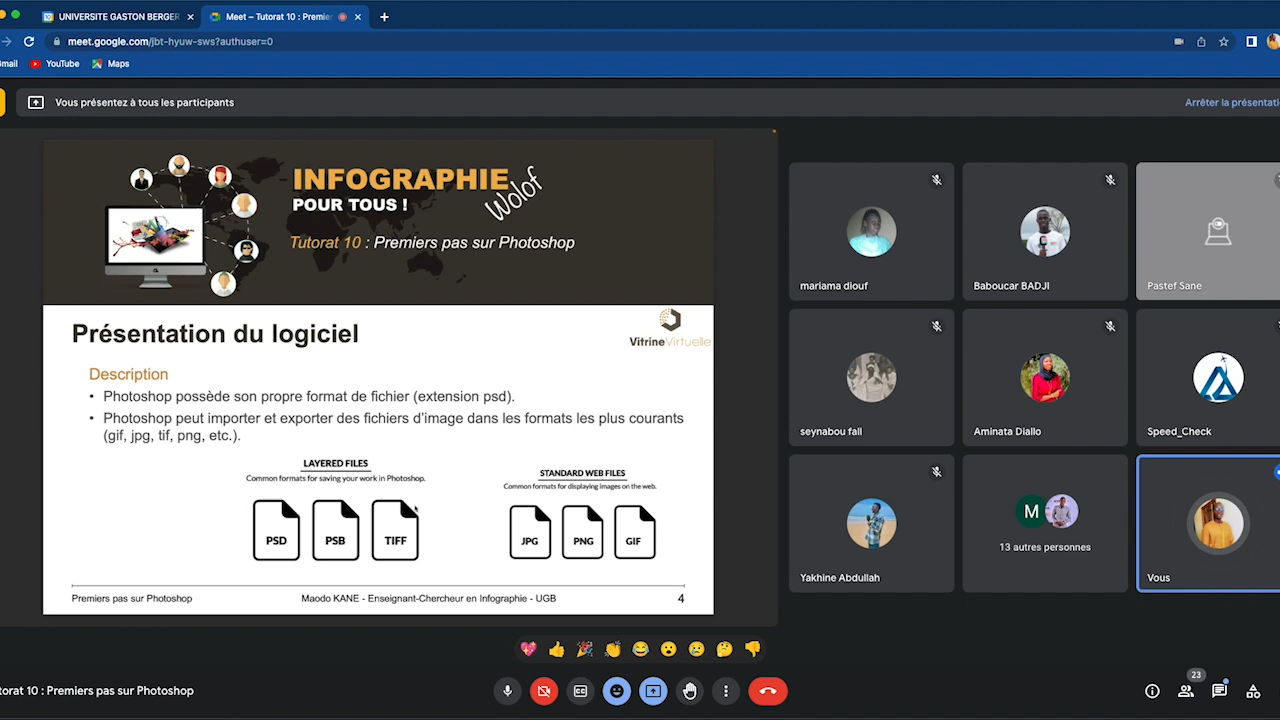 UNIVERSITE GASTON BERGER
Meet – Tutorat 10 : Premier
meet.google.com/jbt-hyuw-sws?authuser=0
mail
YouTube
Maps
Vous présentez à tous les participants
Arrêter la présentati
INFOGRAPHIE
POUR TOUS !
Wolof
Tutorat 10 : Premiers pas sur Photoshop
Présentation du logiciel
VitrineVirtuelle
Description
• Photoshop possède son propre format de fichier (extension psd).
• Photoshop peut importer et exporter des fichiers d'image dans les formats les plus courants
(gif, jpg, tif, png, etc.).
LAYERED FILES
Common formats for saving your work in Photoshop.
PSD
PSB
TIFF
STANDARD WEB FILES
Common formats for displaying images on the web.
JPG
PNG
GIF
Premiers pas sur Photoshop
Maodo KANE - Enseignant-Chercheur en Infographie - UGB
4
mariama diouf
Baboucar BADJI
Pastef Sane
seynabou fall
Aminata Diallo
Speed_Check
Yakhine Abdullah
M
13 autres personnes
Vous
torat 10 : Premiers pas sur Photoshop
23